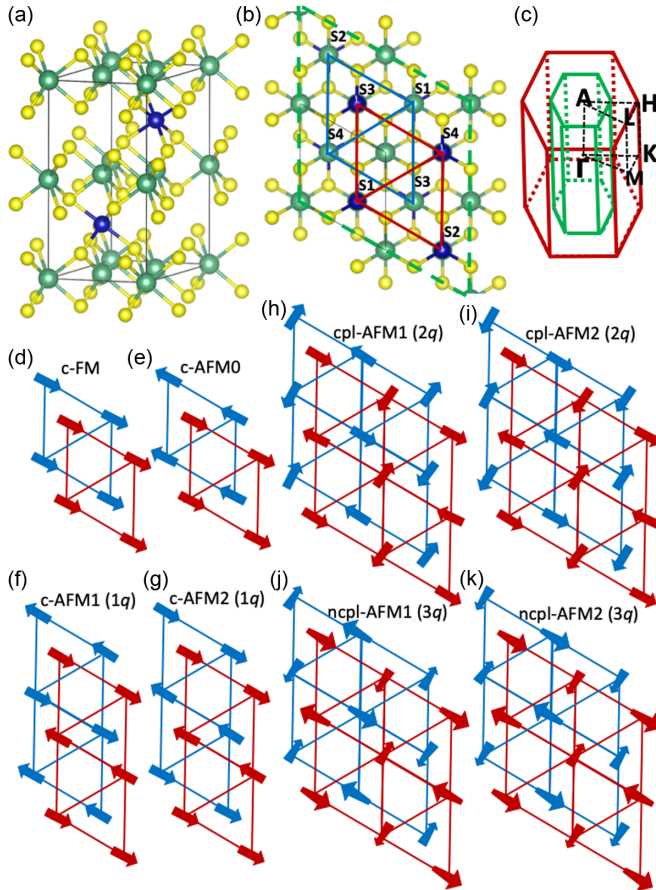 (a)
(b)
(c)
S2
S3
S1
S4
S4
S1
S3
S2
A
H
L
Γ
K
M
(h)
(i)
cpl-AFM1 (2q)
cpl-AFM2 (2q)
(d)
(e)
c-FM
c-AFM0
(f)
(g)
(j)
(k)
c-AFM1 (1q)
c-AFM2 (1q)
ncpl-AFM1 (3q)
ncpl-AFM2 (3q)